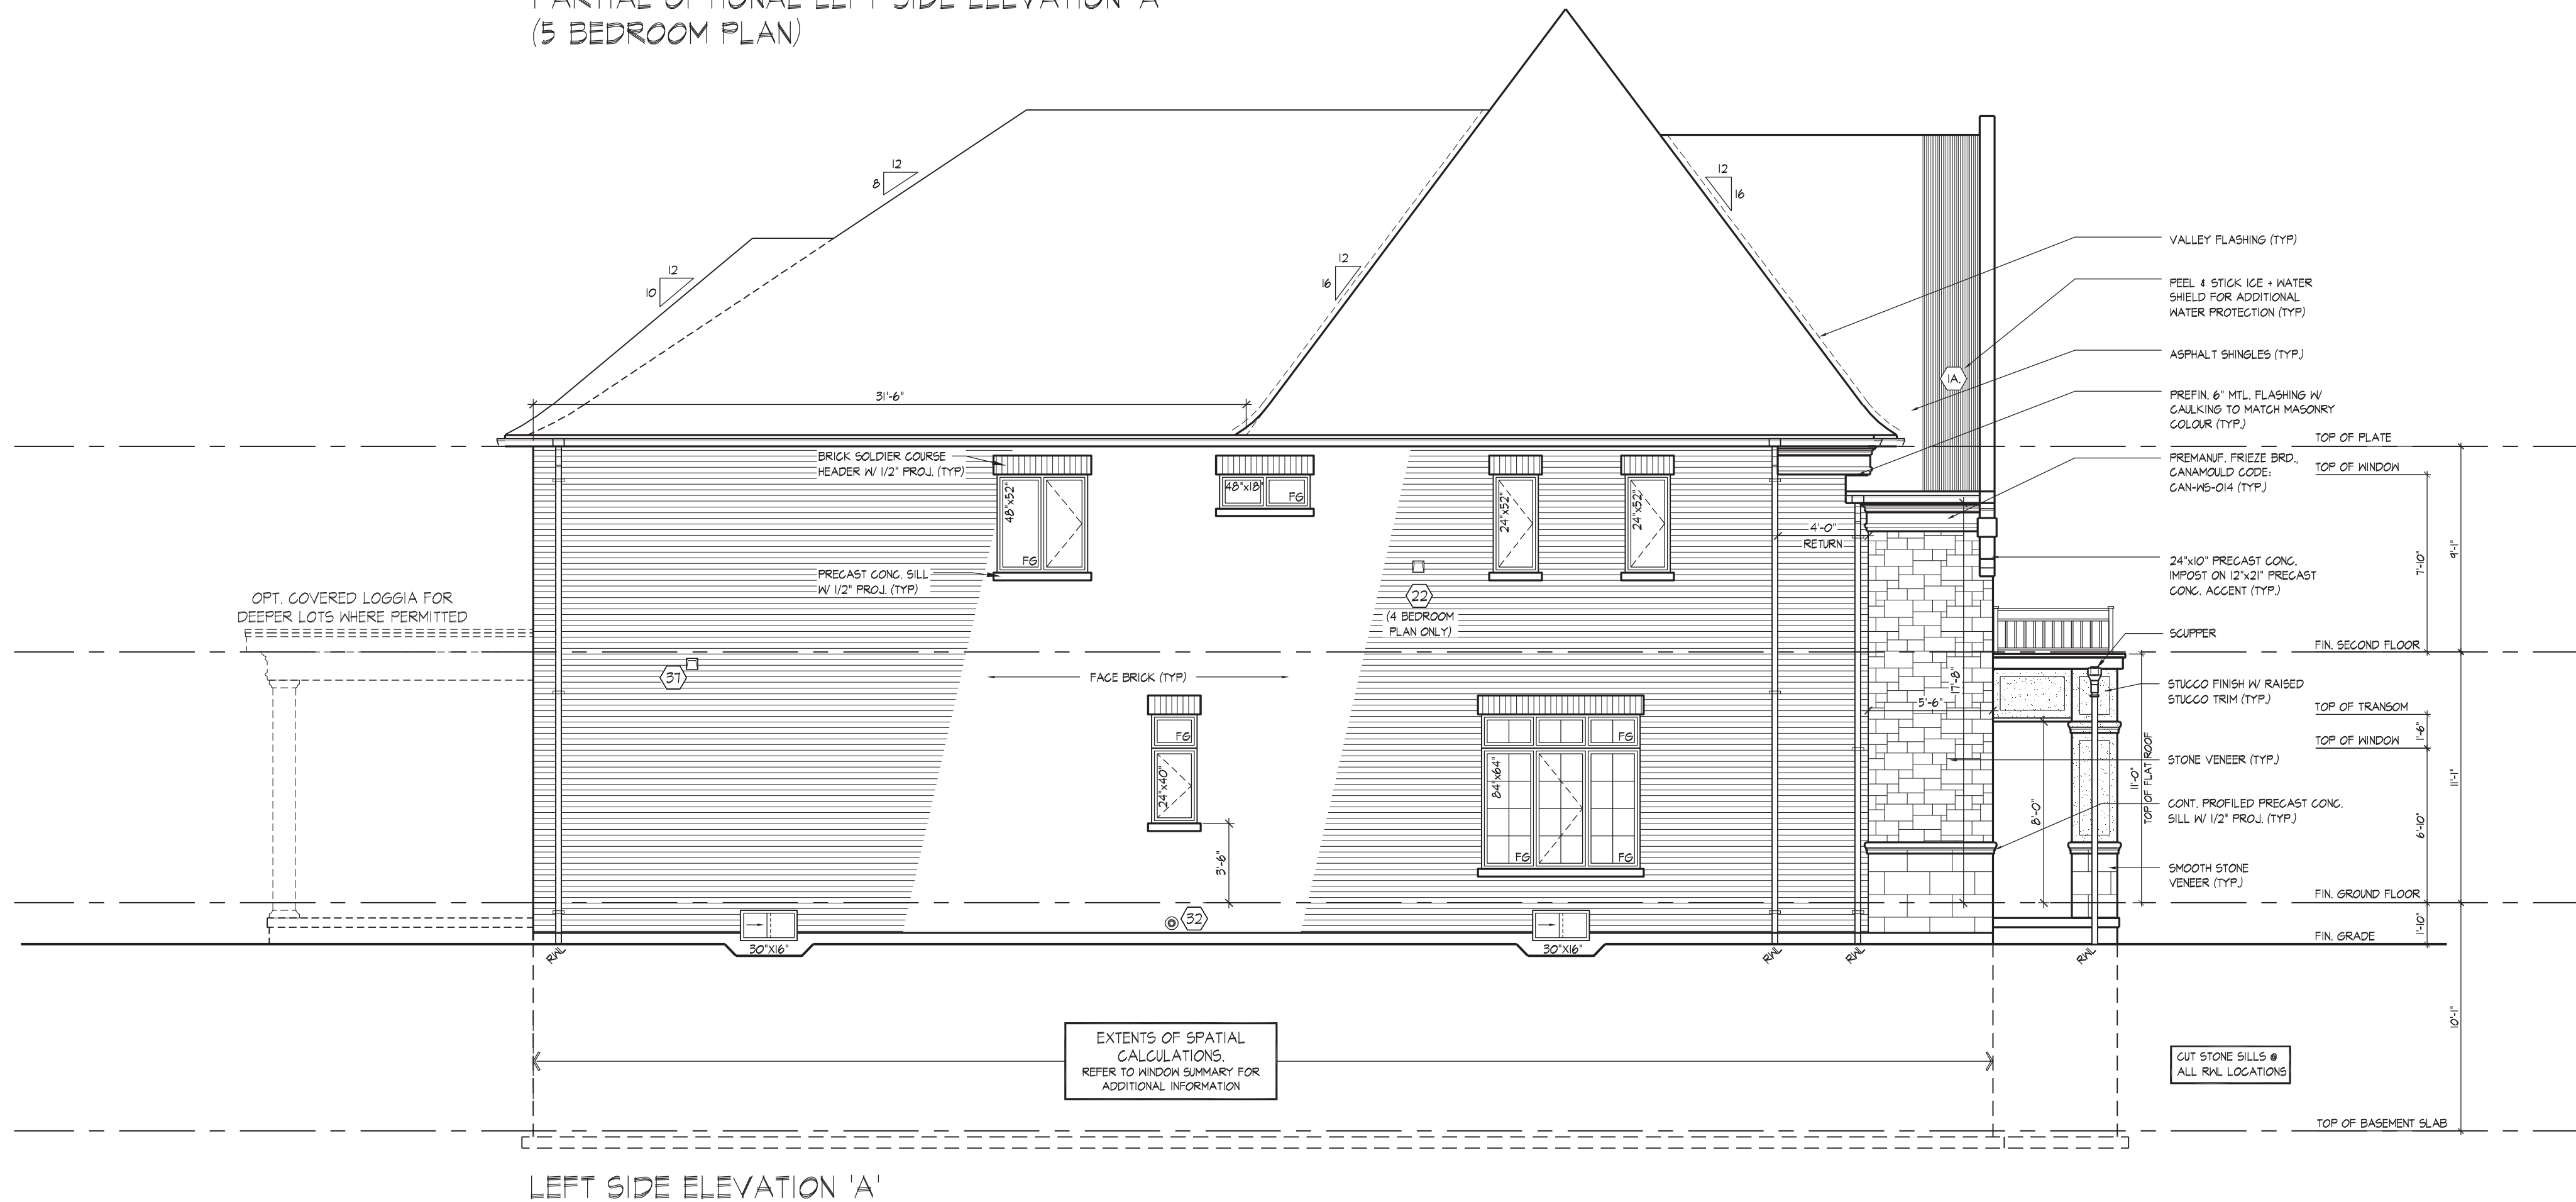 PARTIAL OPTIONAL LEFT SIDE ELEVATION 'A'
(5 BEDROOM PLAN)
12
8
12
10
12
16
12
16
31'-6"
VALLEY FLASHING (TYP)
PEEL & STICK ICE + WATER
SHIELD FOR ADDITIONAL
WATER PROTECTION (TYP)
ASPHALT SHINGLES (TYP.)
1A.
PREFIN. 6" MTL. FLASHING W/
CAULKING TO MATCH MASONRY
COLOUR (TYP.)
TOP OF PLATE
PREMANUF. FRIEZE BRD.,
CANAMOULD CODE:
CAN-WS-014 (TYP.)
TOP OF WINDOW
BRICK SOLDIER COURSE
HEADER W/ 1/2" PROJ. (TYP)
48"x52"
FG
48"x18"
FG
24"x52"
24"x52"
4'-0"
RETURN
PRECAST CONC. SILL
W/ 1/2" PROJ. (TYP)
22
(4 BEDROOM
PLAN ONLY)
24"x10" PRECAST CONC.
IMPOST ON 12"x21" PRECAST
CONC. ACCENT (TYP.)
7'-10"
9'-1"
OPT. COVERED LOGGIA FOR
DEEPER LOTS WHERE PERMITTED
SCUPPER
FIN. SECOND FLOOR
37
FACE BRICK (TYP)
17'-8"
5'-6"
STUCCO FINISH W/ RAISED
STUCCO TRIM (TYP.)
TOP OF TRANSOM
1'-6"
TOP OF WINDOW
FG
24"x40"
FG
84"x64"
FG
FG
STONE VENEER (TYP.)
11'-0"
TOP OF FLAT ROOF
8'-0"
11'-1"
6'-10"
CONT. PROFILED PRECAST CONC.
SILL W/ 1/2" PROJ. (TYP.)
3'-6"
SMOOTH STONE
VENEER (TYP.)
FIN. GROUND FLOOR
32
1'-10"
FIN. GRADE
30"X16"
30"X16"
RWL
RWL
RWL
RWL
10'-1"
EXTENTS OF SPATIAL
CALCULATIONS.
REFER TO WINDOW SUMMARY FOR
ADDITIONAL INFORMATION
CUT STONE SILLS @
ALL RWL LOCATIONS
TOP OF BASEMENT SLAB
LEFT SIDE ELEVATION 'A'